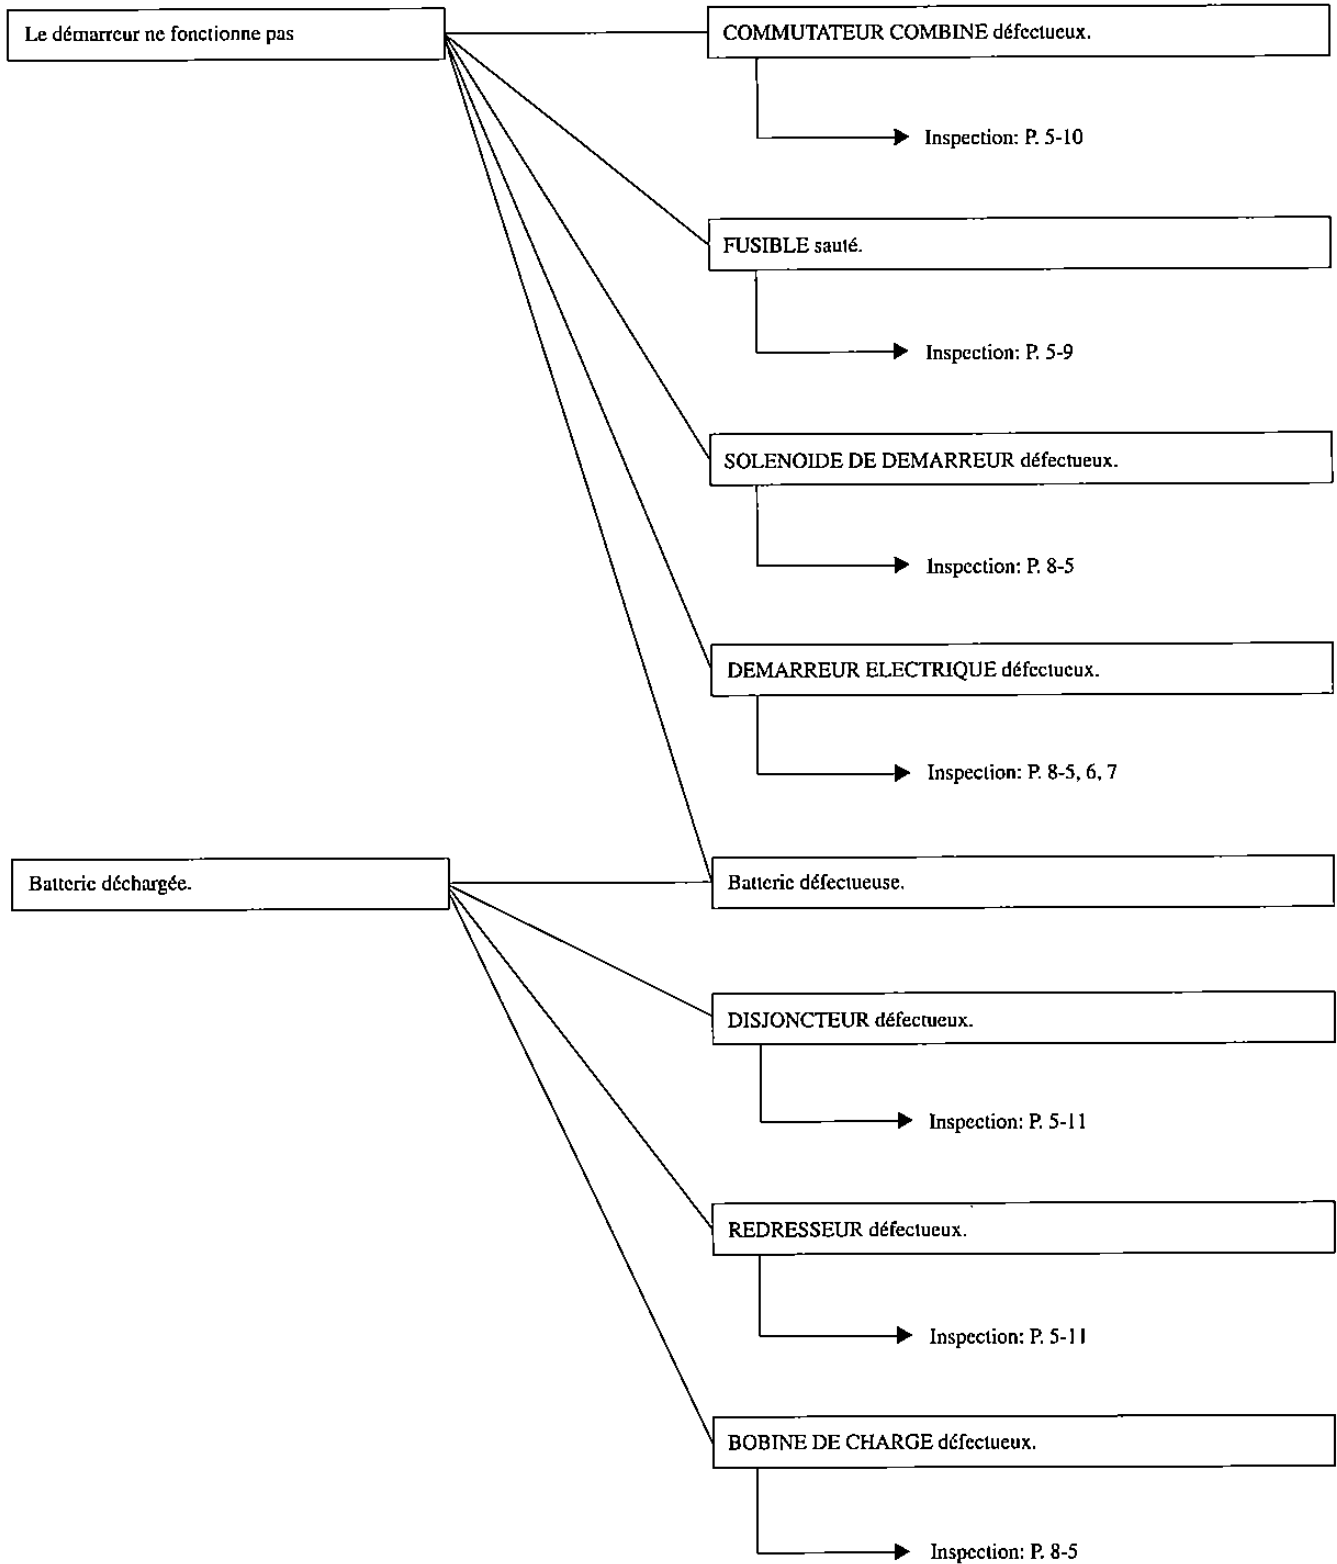 Le démarreur ne fonctionne pas
COMMUTATEUR COMBINE défectueux.
Inspection: P. 5-10
FUSIBLE sauté.
Inspection: P. 5-9
SOLENOIDE DE DEMARREUR défectueux.
Inspection: P. 8-5
DEMARREUR ELECTRIQUE défectueux.
Inspection: P. 8-5, 6, 7
Batterie déchargée.
Batterie défectueuse.
DISJONCTEUR défectueux.
Inspection: P. 5-11
REDRESSEUR défectueux.
Inspection: P. 5-11
BOBINE DE CHARGE défectueux.
Inspection: P. 8-5